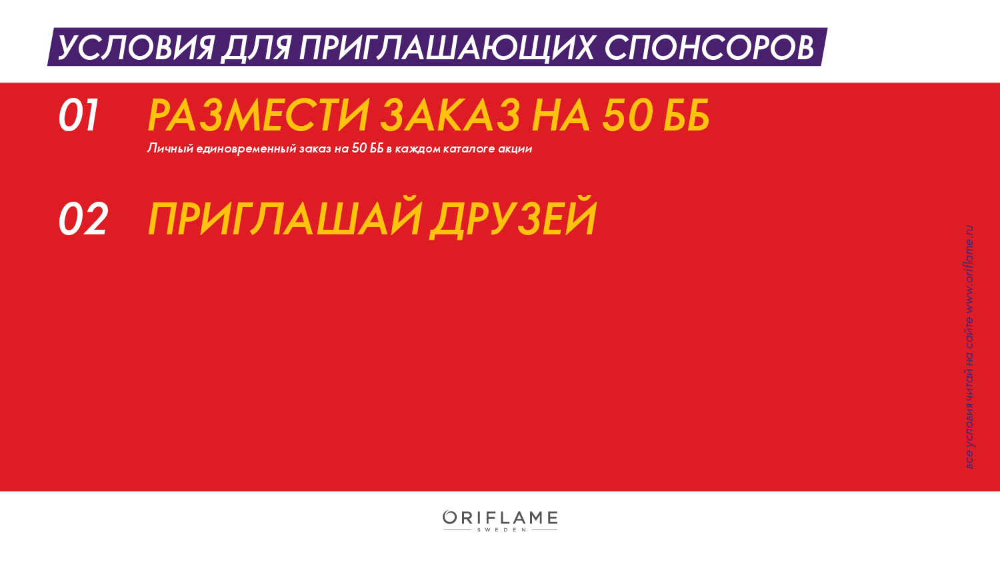 УСЛОВИЯ ДЛЯ ПРИГЛАШАЮЩИХ СПОНСОРОВ
01 РАЗМЕСТИ ЗАКАЗ НА 50 ББ
Личный единовременный заказ на 50 ББ в каждом каталоге акции
02 ПРИГЛАШАЙ ДРУЗЕЙ
все условия читай на сайте www.oriflame.ru
ORIFLAME
SWEDEN